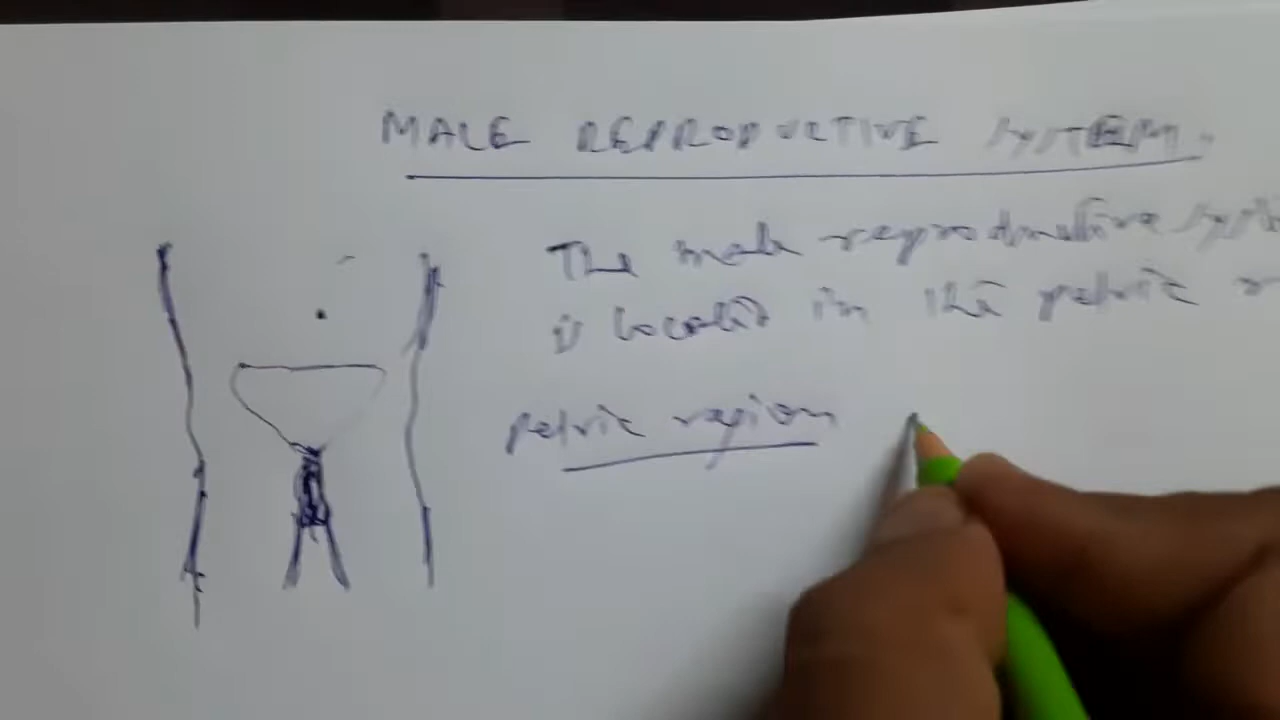 MALE REPRODUCTIVE SYSTEM.
The male reproductive
is located in the pelvic
pelvic region